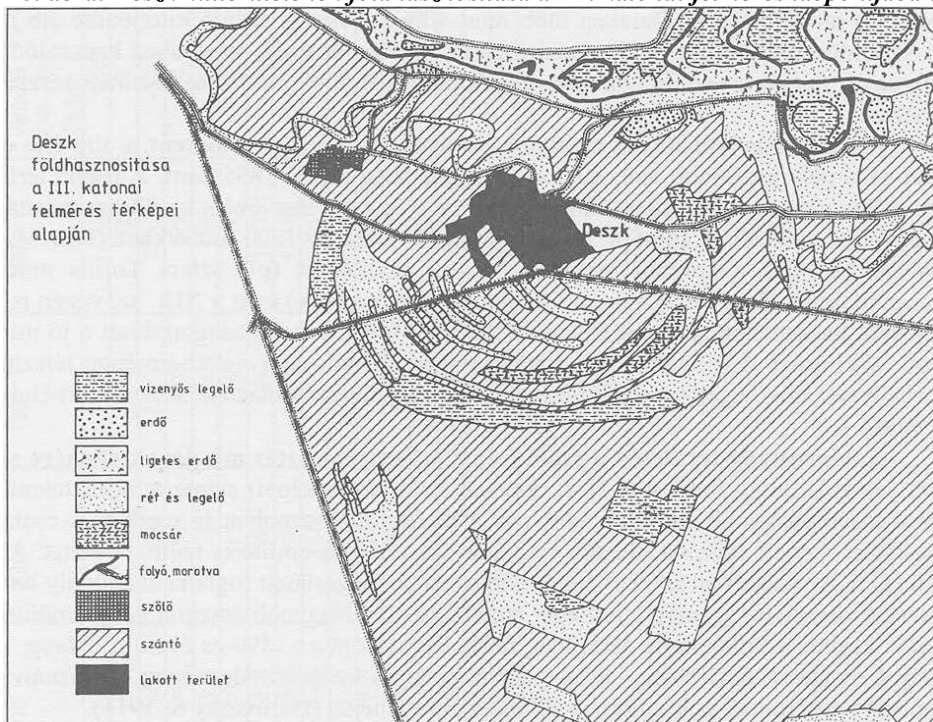 Deszk
földhasznosítása
a III. katonai
felmérés térképei
alapján
Deszk
vizenyős legelő
erdő
ligetes erdő
rét és legelő
mocsár
folyó, morotva
szőlő
szántó
lakott terület